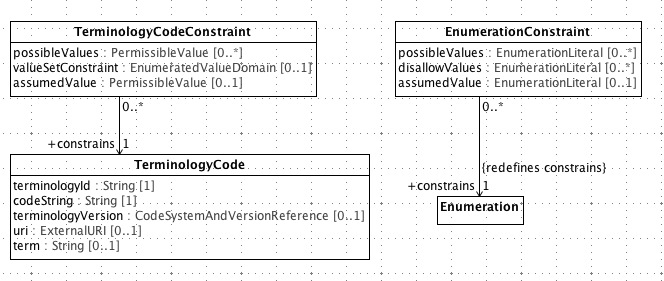 TerminologyCodeConstraint
possibleValues : PermissibleValue [0..*]
valueSetConstraint : EnumeratedValueDomain [0..1]
assumedValue : PermissibleValue [0..1]
0..*
+constrains 1
TerminologyCode
terminologyId : String [1]
codeString : String [1]
terminologyVersion : CodeSystemAndVersionReference [0..1]
uri : ExternalURI [0..1]
term : String [0..1]
EnumerationConstraint
possibleValues : EnumerationLiteral [0..*]
disallowValues : EnumerationLiteral [0..*]
assumedValue : EnumerationLiteral [0..1]
0..*
{redefines constrains}
+constrains 1
Enumeration